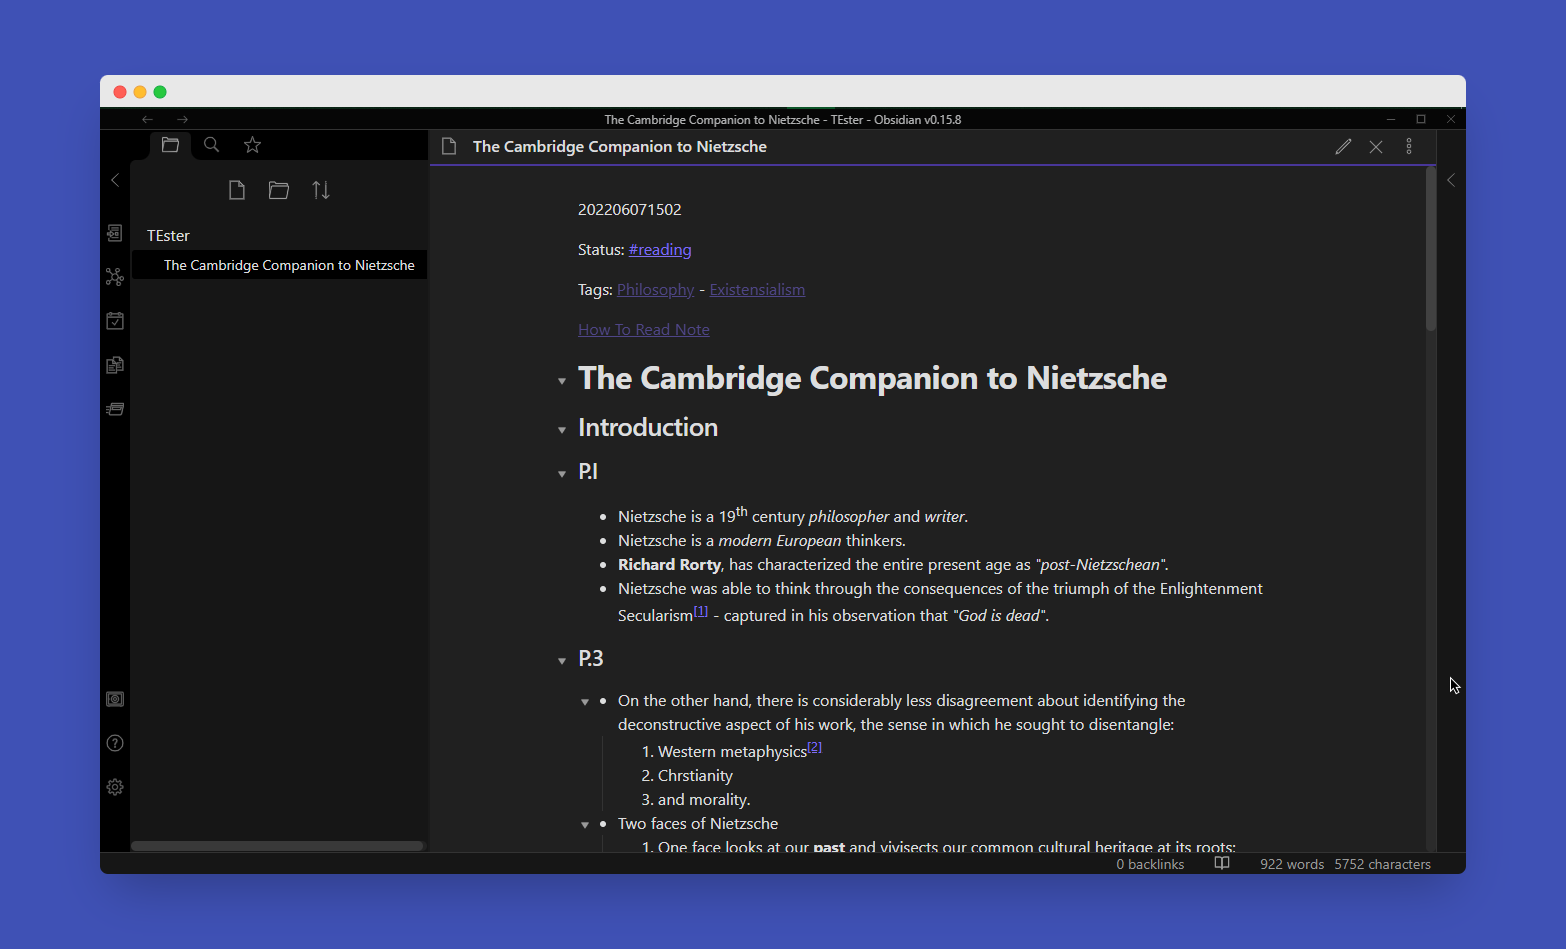 The Cambridge Companion to Nietzsche - TEster - Obsidian v0.15.8
The Cambridge Companion to Nietzsche
TEster
The Cambridge Companion to Nietzsche
202206071502
Status: #reading
Tags: Philosophy - Existensialism
How To Read Note
The Cambridge Companion to Nietzsche
Introduction
P.I
• Nietzsche is a 19th century philosopher and writer.
• Nietzsche is a modern European thinkers.
• Richard Rorty, has characterized the entire present age as "post-Nietzschean".
• Nietzsche was able to think through the consequences of the triumph of the Enlightenment
Secularism[1] - captured in his observation that "God is dead".
P.3
• On the other hand, there is considerably less disagreement about identifying the
deconstructive aspect of his work, the sense in which he sought to disentangle:
1. Western metaphysics[2]
2. Chrstianity
3. and morality.
• Two faces of Nietzsche
1. One face looks at our past and vivisects our common cultural heritage at its roots;
0 backlinks 922 words 5752 characters